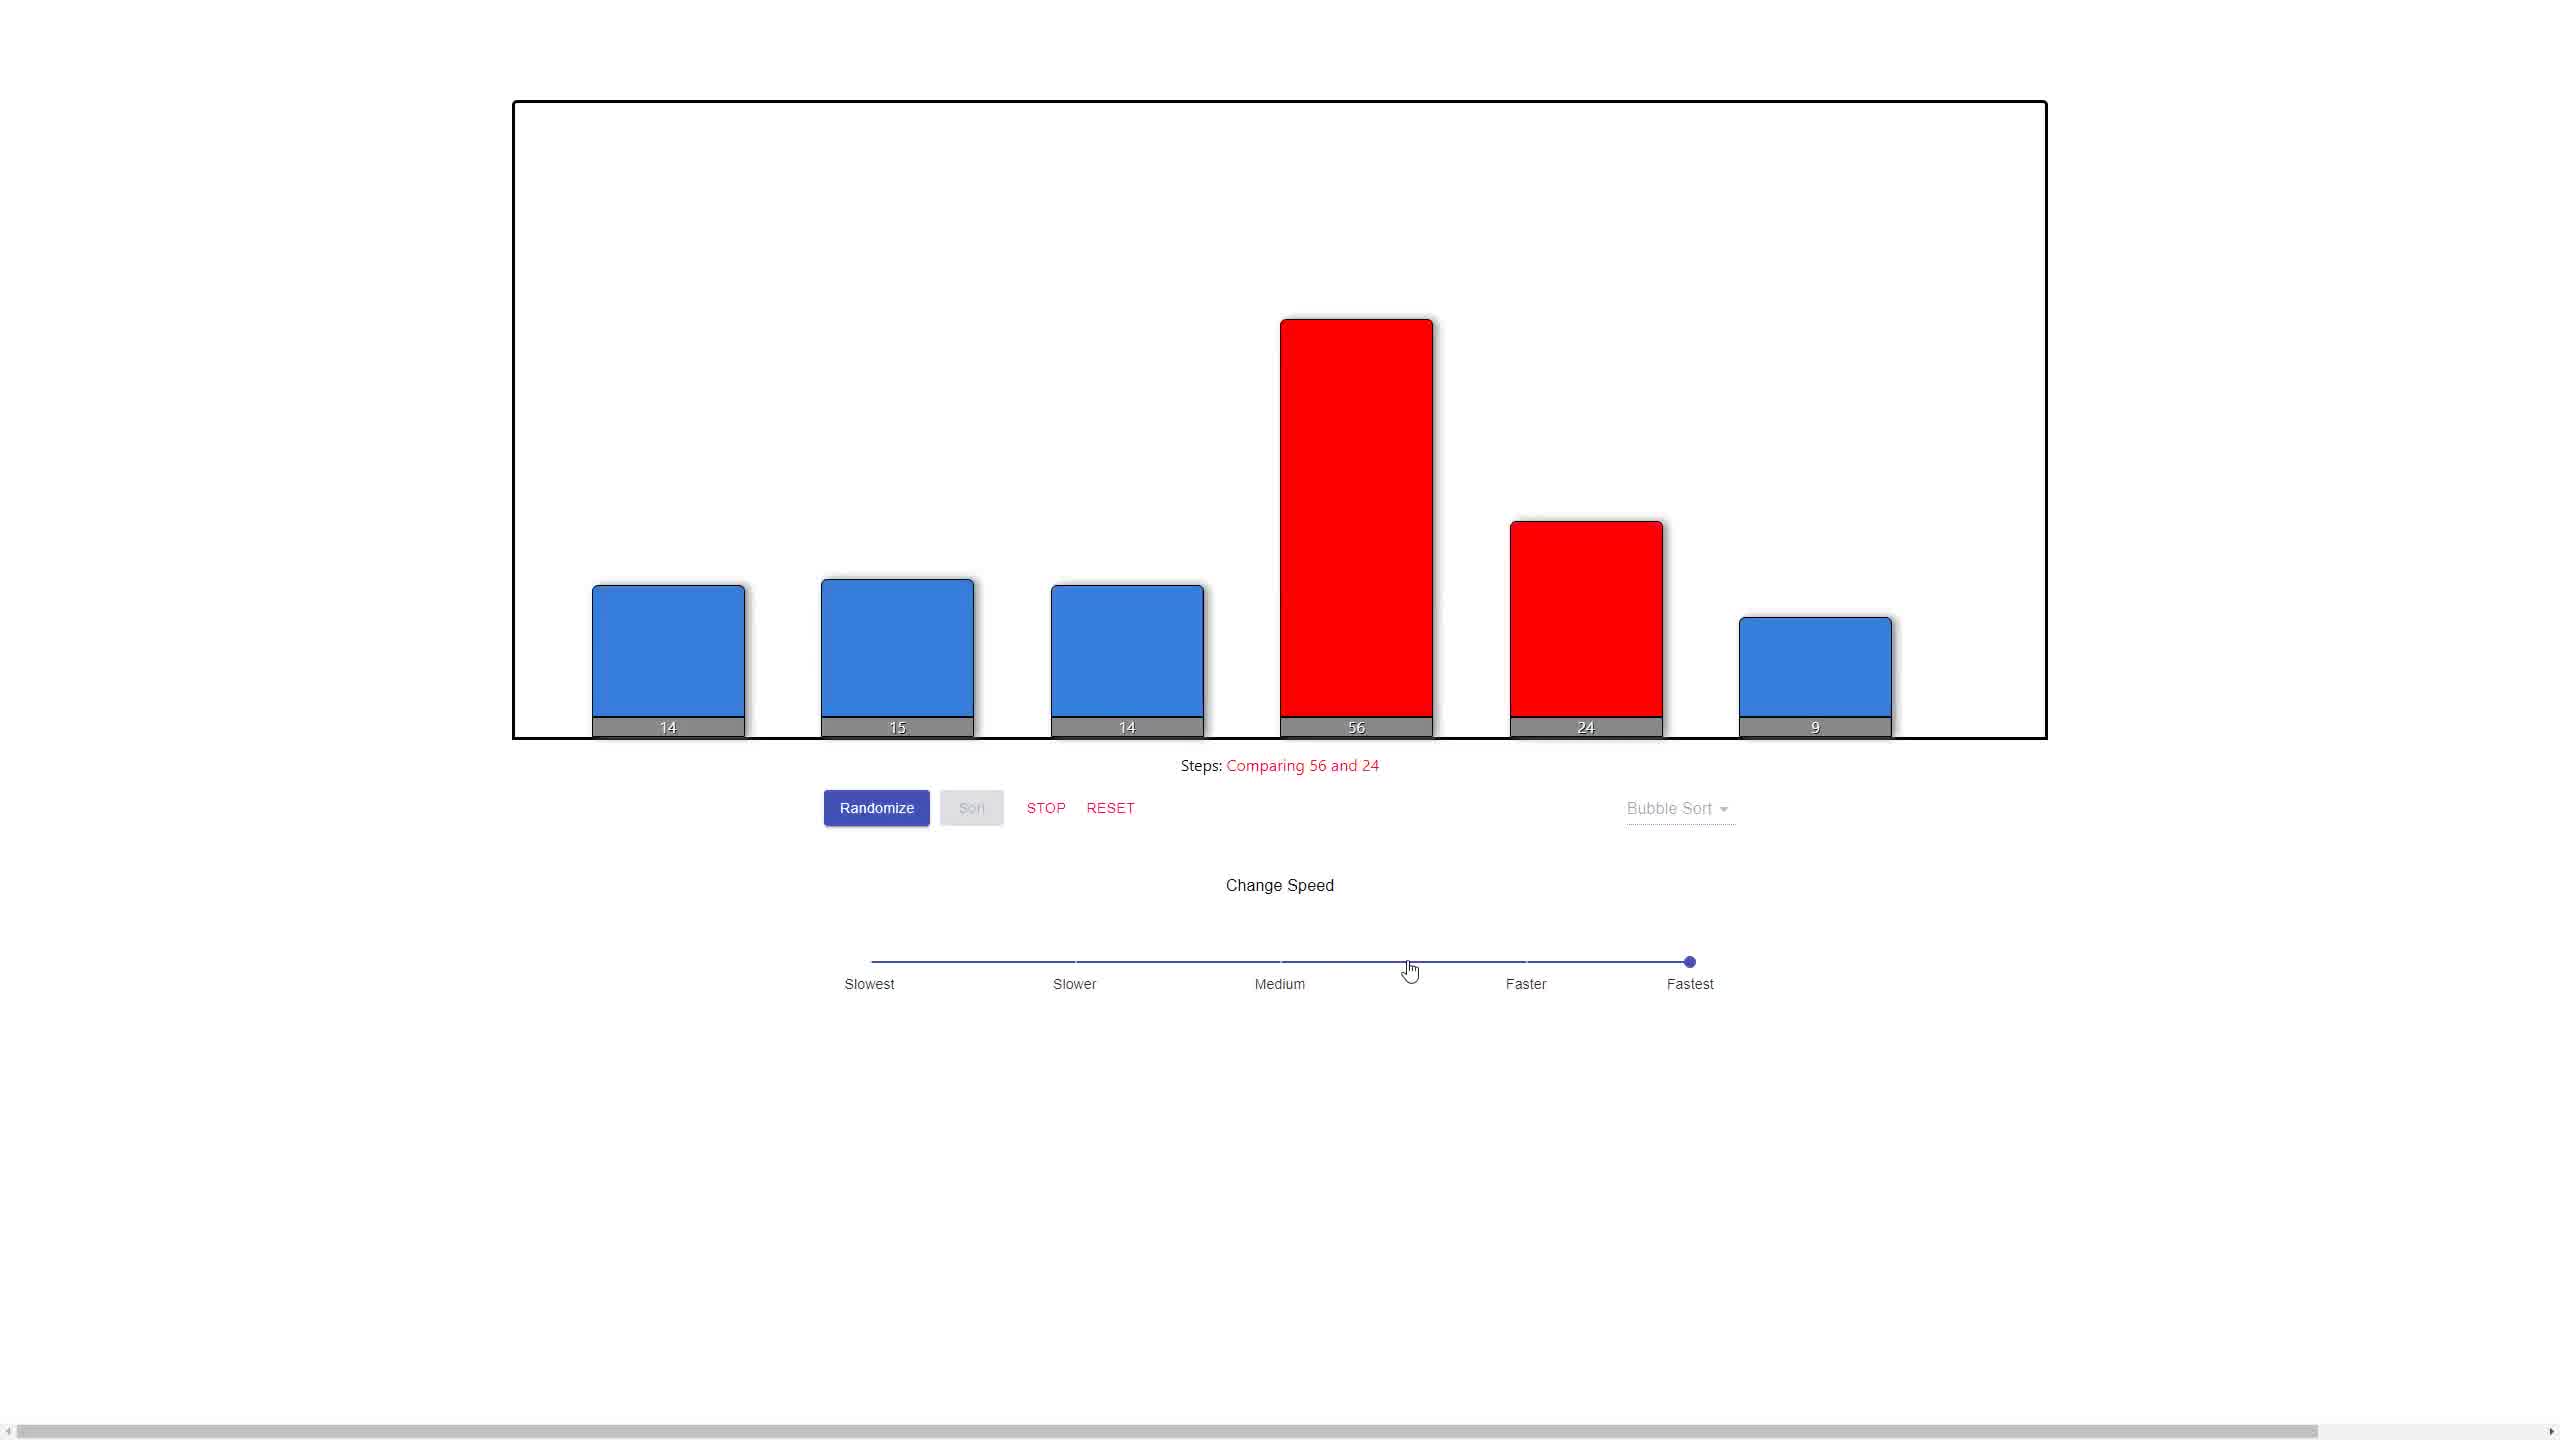 14 15 14 56 24 9
Steps: Comparing 56 and 24
Randomize Sort STOP RESET Bubble Sort
Change Speed
Slowest Slower Medium Faster Fastest